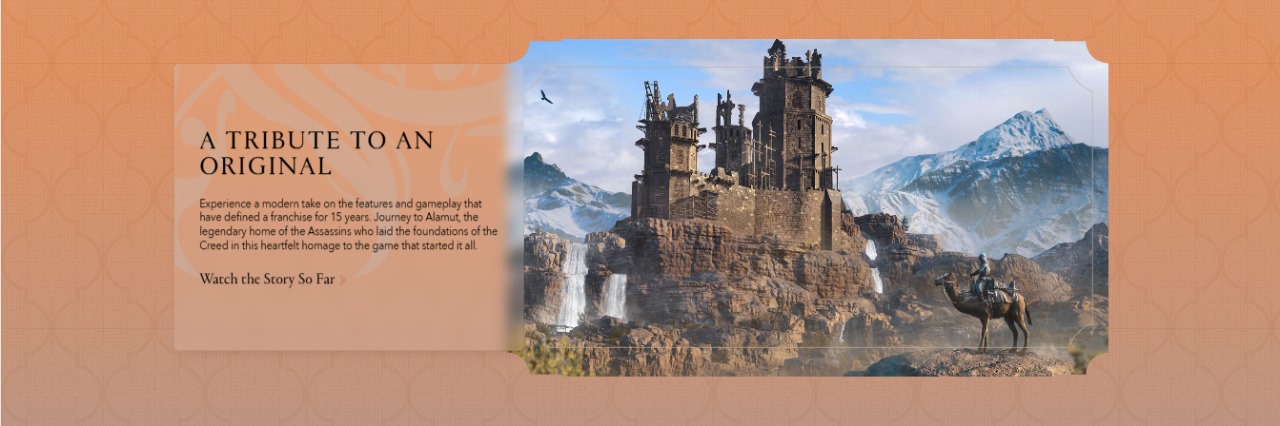 A TRIBUTE TO AN
ORIGINAL
Experience a modern take on the features and gameplay that
have defined a franchise for 15 years. Journey to Alamut, the
legendary home of the Assassins who laid the foundations of the
Creed in this heartfelt homage to the game that started it all.
Watch the Story So Far